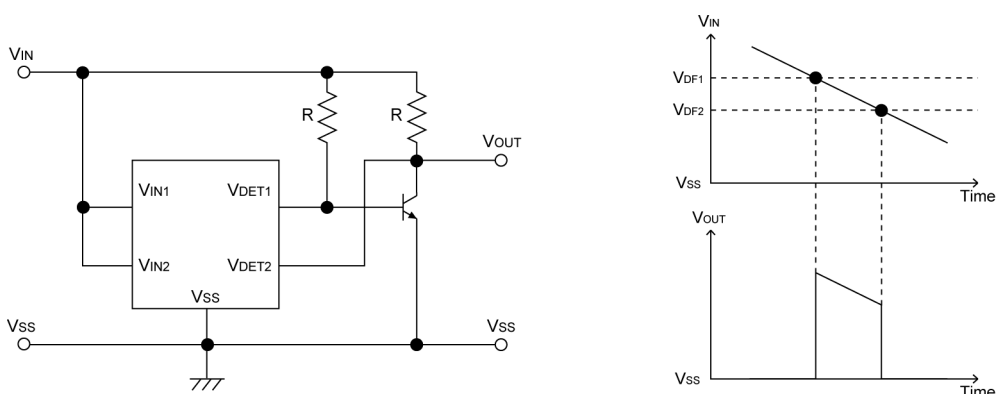 VIN
R
R
VOUT
VIN1
VDET1
VIN2
VDET2
VSS
VSS
VSS
VIN
VDF1
VDF2
VSS
Time
VOUT
VSS
Time